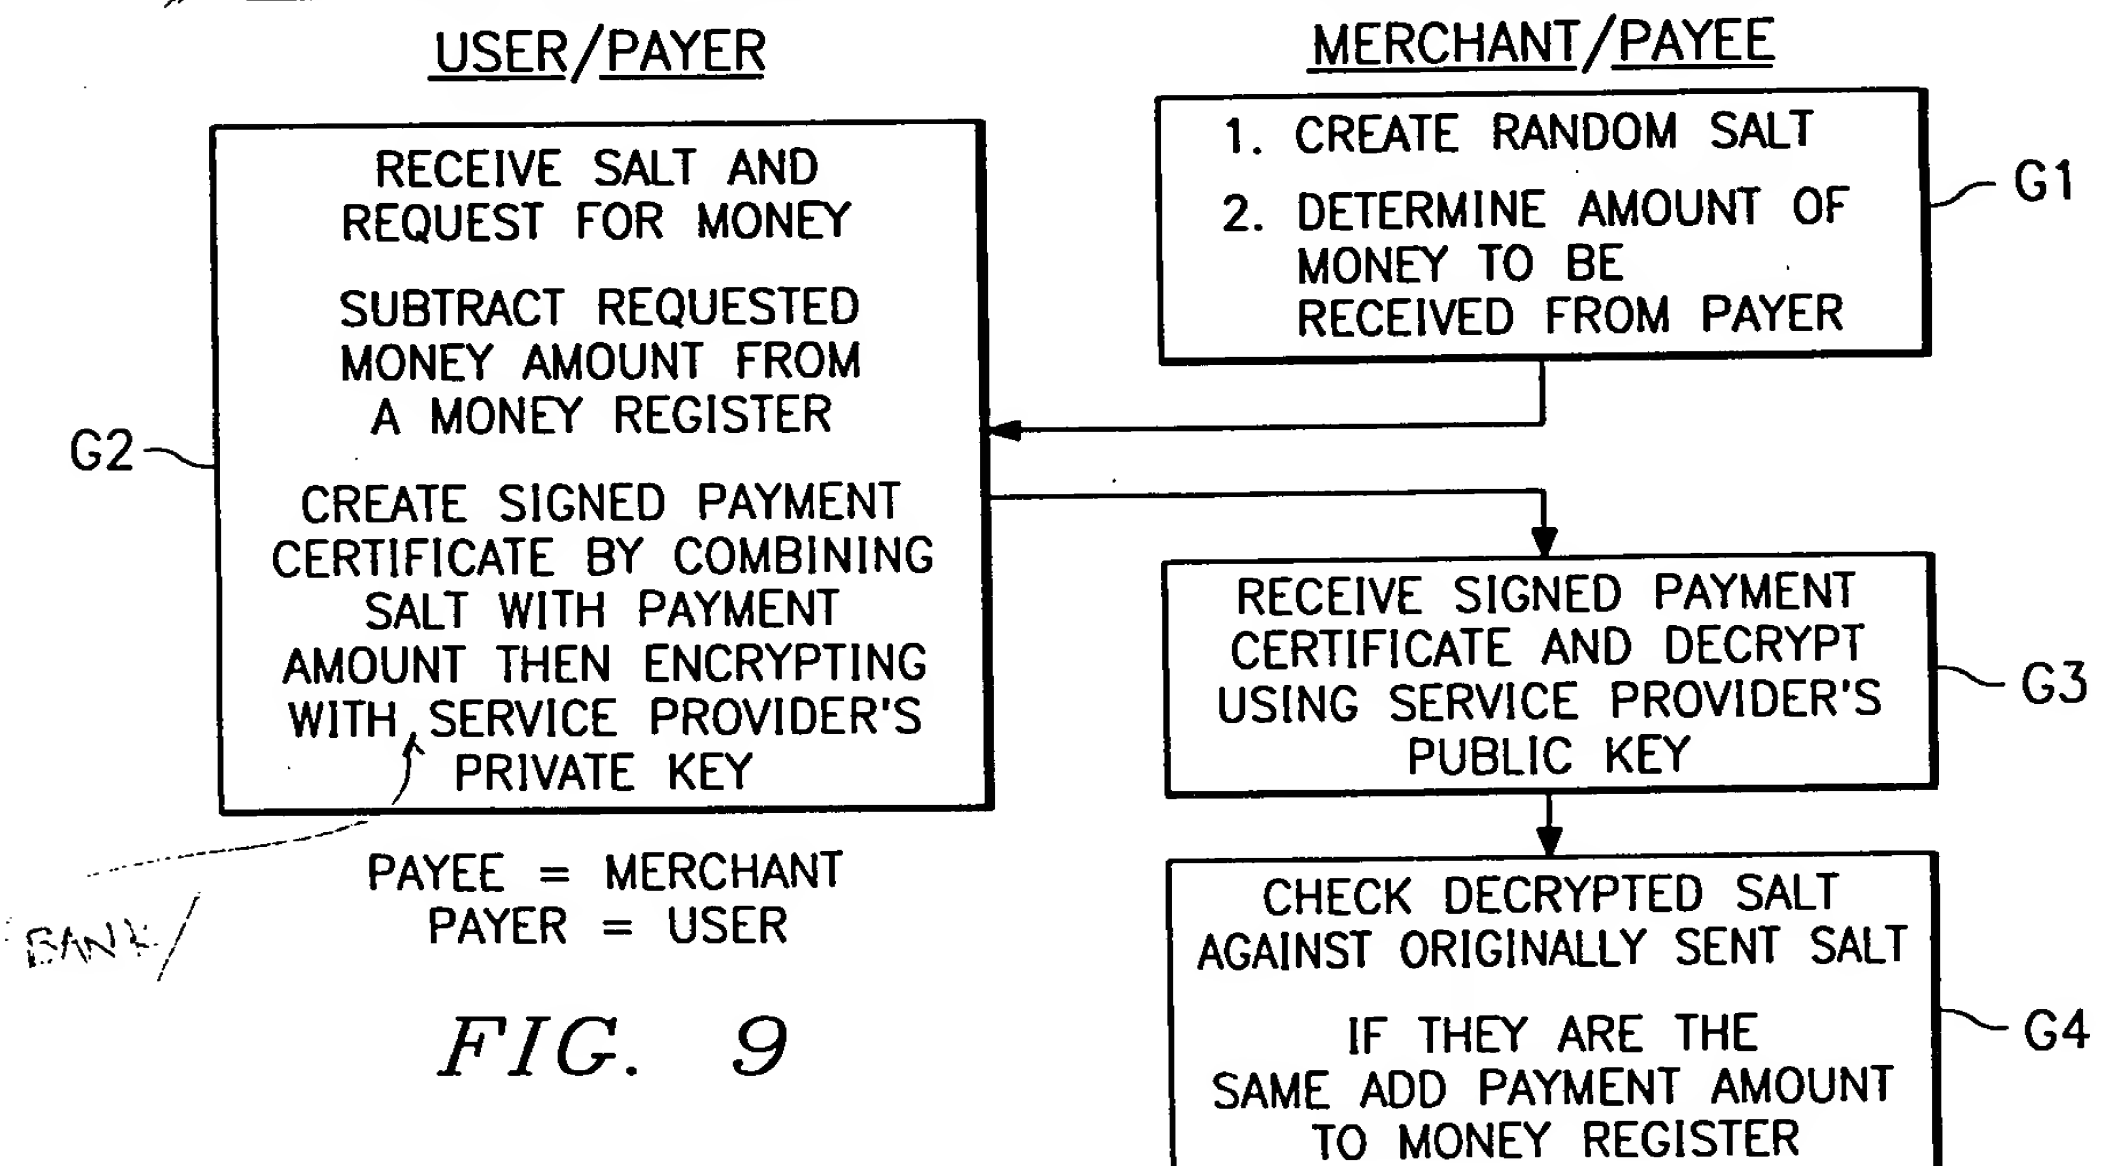 USER/PAYER
RECEIVE SALT AND
REQUEST FOR MONEY
SUBTRACT REQUESTED
MONEY AMOUNT FROM
A MONEY REGISTER
CREATE SIGNED PAYMENT
CERTIFICATE BY COMBINING
SALT WITH PAYMENT
AMOUNT THEN ENCRYPTING
WITH SERVICE PROVIDER'S
PRIVATE KEY
G2
BANK/
PAYEE = MERCHANT
PAYER = USER
FIG. 9
MERCHANT/PAYEE
1. CREATE RANDOM SALT
2. DETERMINE AMOUNT OF
MONEY TO BE
RECEIVED FROM PAYER
G1
RECEIVE SIGNED PAYMENT
CERTIFICATE AND DECRYPT
USING SERVICE PROVIDER'S
PUBLIC KEY
G3
CHECK DECRYPTED SALT
AGAINST ORIGINALLY SENT SALT
IF THEY ARE THE
SAME ADD PAYMENT AMOUNT
TO MONEY REGISTER
G4